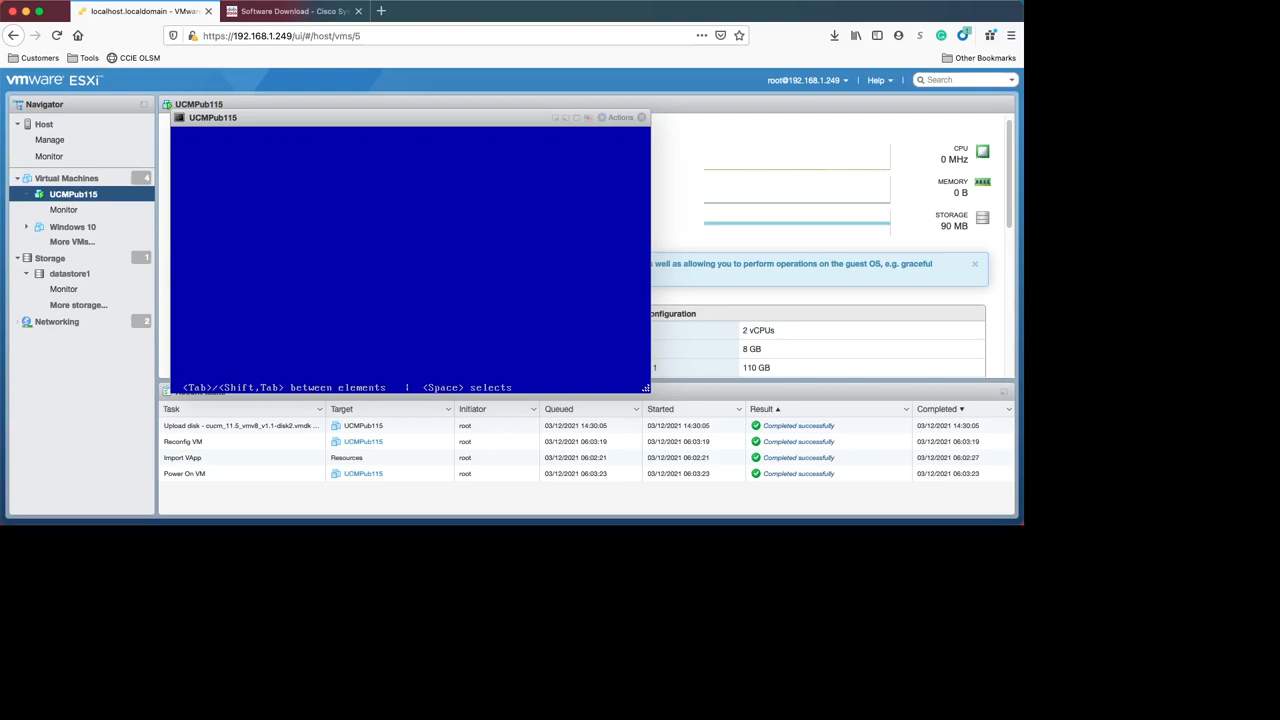 localhost.localdomain - VMwar
Software Download - Cisco Sys
https://192.168.1.249/ui/#/host/vms/5
Customers
Tools
CCIE OLSM
Other Bookmarks
vmware ESXi
root@192.168.1.249
Help
Search
Navigator
Host
Manage
Monitor
Virtual Machines
4
UCMPub115
Monitor
Windows 10
More VMs...
Storage
1
datastore1
Monitor
More storage...
Networking
2
UCMPub115
UCMPub115
Actions
<Tab>/<Shift,Tab> between elements | <Space> selects
CPU
0 MHz
MEMORY
0 B
STORAGE
90 MB
well as allowing you to perform operations on the guest OS, e.g. graceful
onfiguration
2 vCPUs
8 GB
1 110 GB
Task Target Initiator Queued Started Result Completed
Upload disk - cucm_11.5_vmv8_v1.1-disk2.vmdk ... UCMPub115 root 03/12/2021 14:30:05 03/12/2021 14:30:05 Completed successfully 03/12/2021 14:30:05
Reconfig VM UCMPub115 root 03/12/2021 06:03:19 03/12/2021 06:03:19 Completed successfully 03/12/2021 06:03:19
Import VApp Resources root 03/12/2021 06:02:21 03/12/2021 06:02:21 Completed successfully 03/12/2021 06:02:27
Power On VM UCMPub115 root 03/12/2021 06:03:23 03/12/2021 06:03:23 Completed successfully 03/12/2021 06:03:23